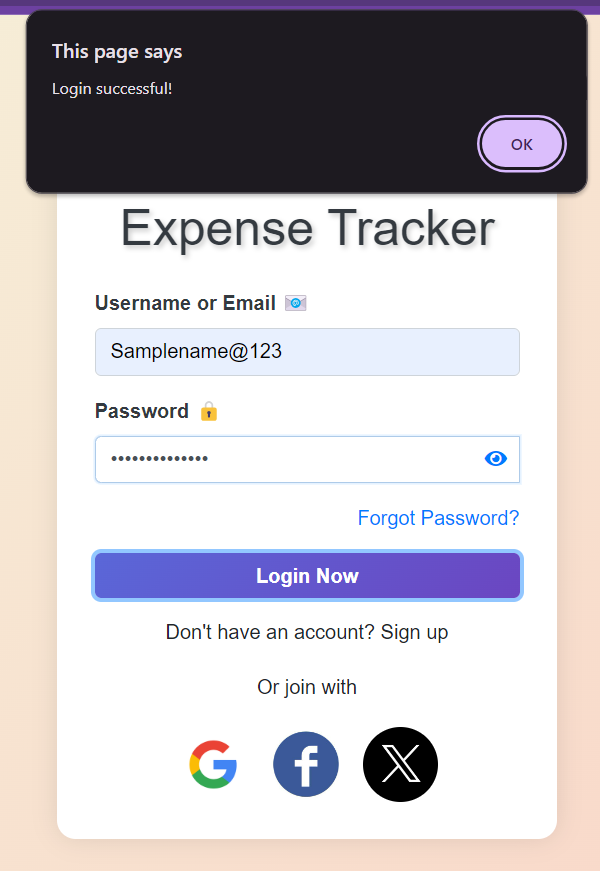 This page says
Login successful!
OK
Expense Tracker
Username or Email
Samplename@123
Password
••••••••••••••
Forgot Password?
Login Now
Don't have an account? Sign up
Or join with